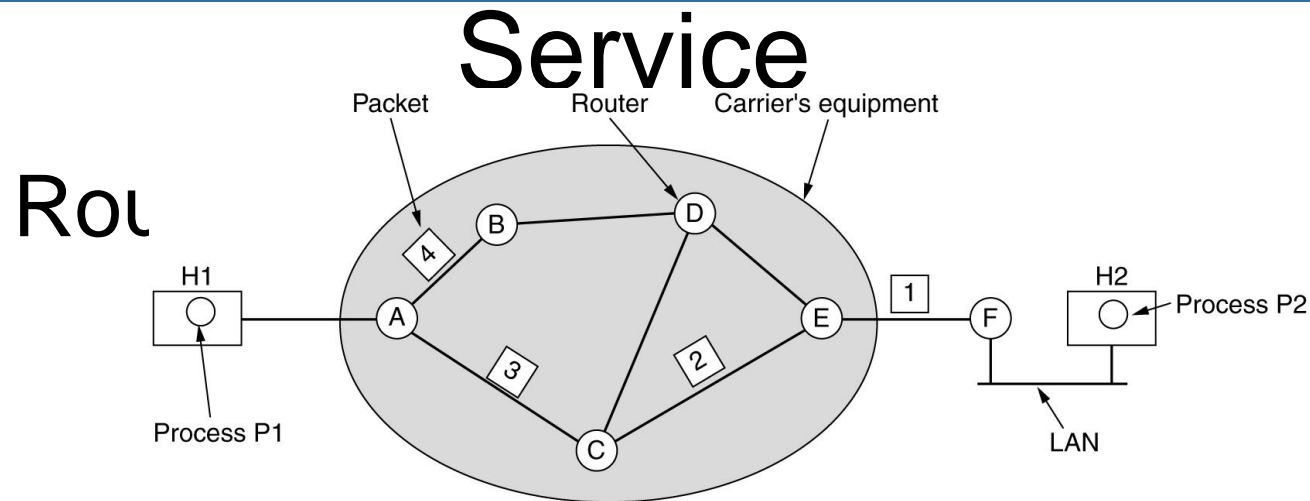 Service
Packet Router Carrier's equipment
Rou
B D
4
H1 1 H2
A E F Process P2
3 2
Process P1 C LAN